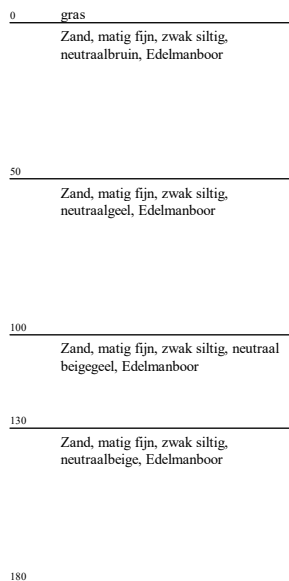 0 gras
Zand, matig fijn, zwak siltig,
neutraalbruin, Edelmanboor
50
Zand, matig fijn, zwak siltig,
neutraalgeel, Edelmanboor
100
Zand, matig fijn, zwak siltig, neutraal
beigegeel, Edelmanboor
130
Zand, matig fijn, zwak siltig,
neutraalbeige, Edelmanboor
180